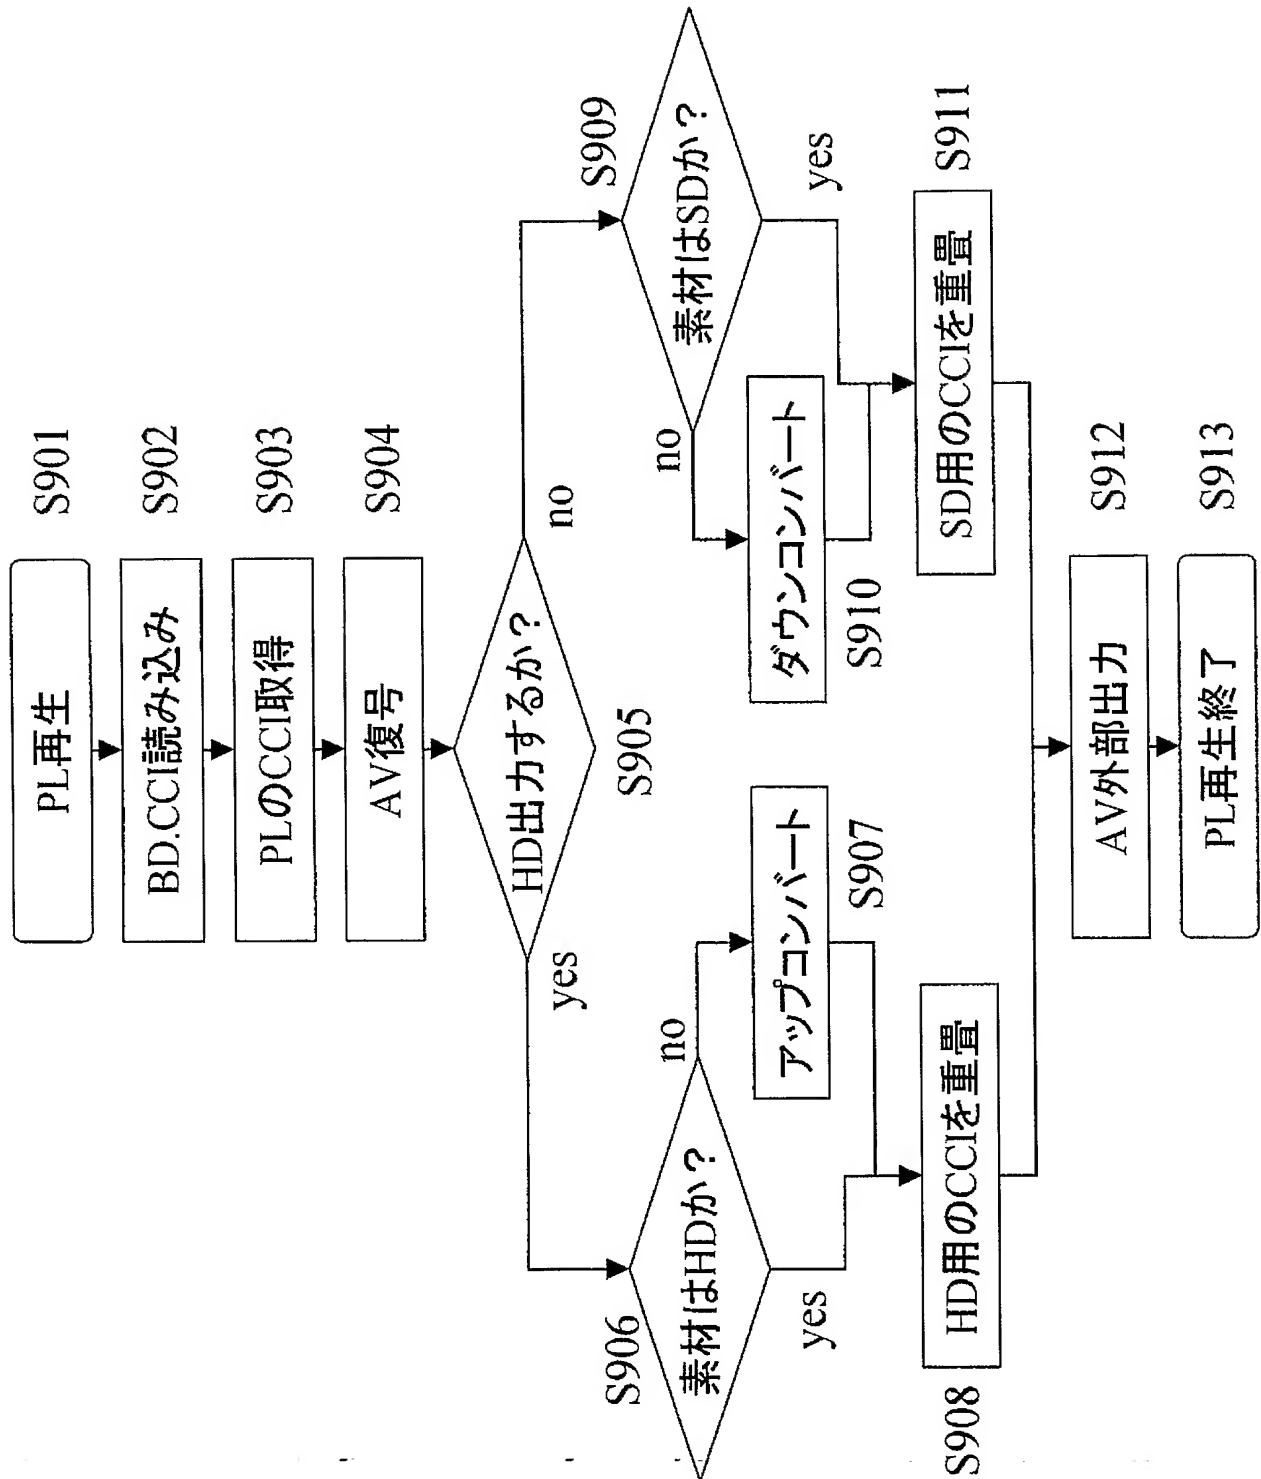 PL再生
S901
BD.CCI読み込み
S902
PLのCCI取得
S903
AV復号
S904
HD出力するか？
S905
yes
no
S906
素材はHDか？
no
yes
アップコンバート
S907
HD用のCCIを重畳
S908
S909
素材はSDか？
no
yes
ダウンコンバート
S910
SD用のCCIを重畳
S911
AV外部出力
S912
PL再生終了
S913